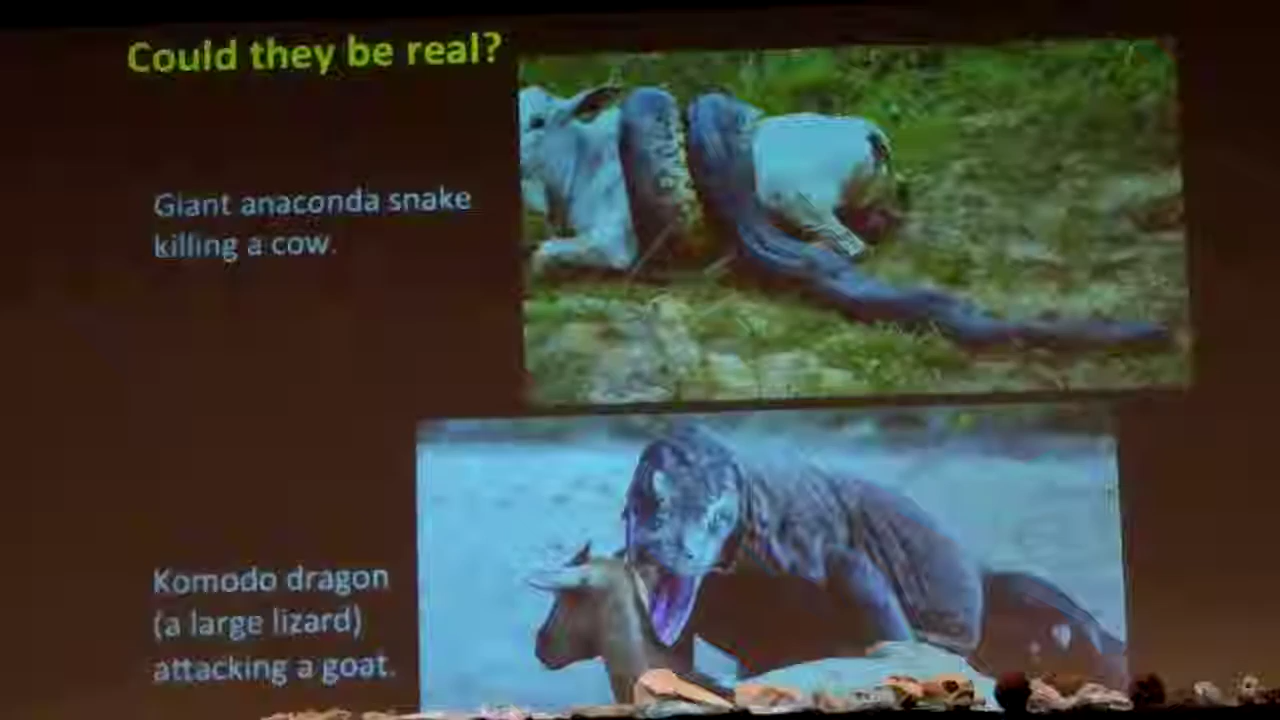 Could they be real?
Giant anaconda snake
killing a cow.
Komodo dragon
(a large lizard)
attacking a goat.